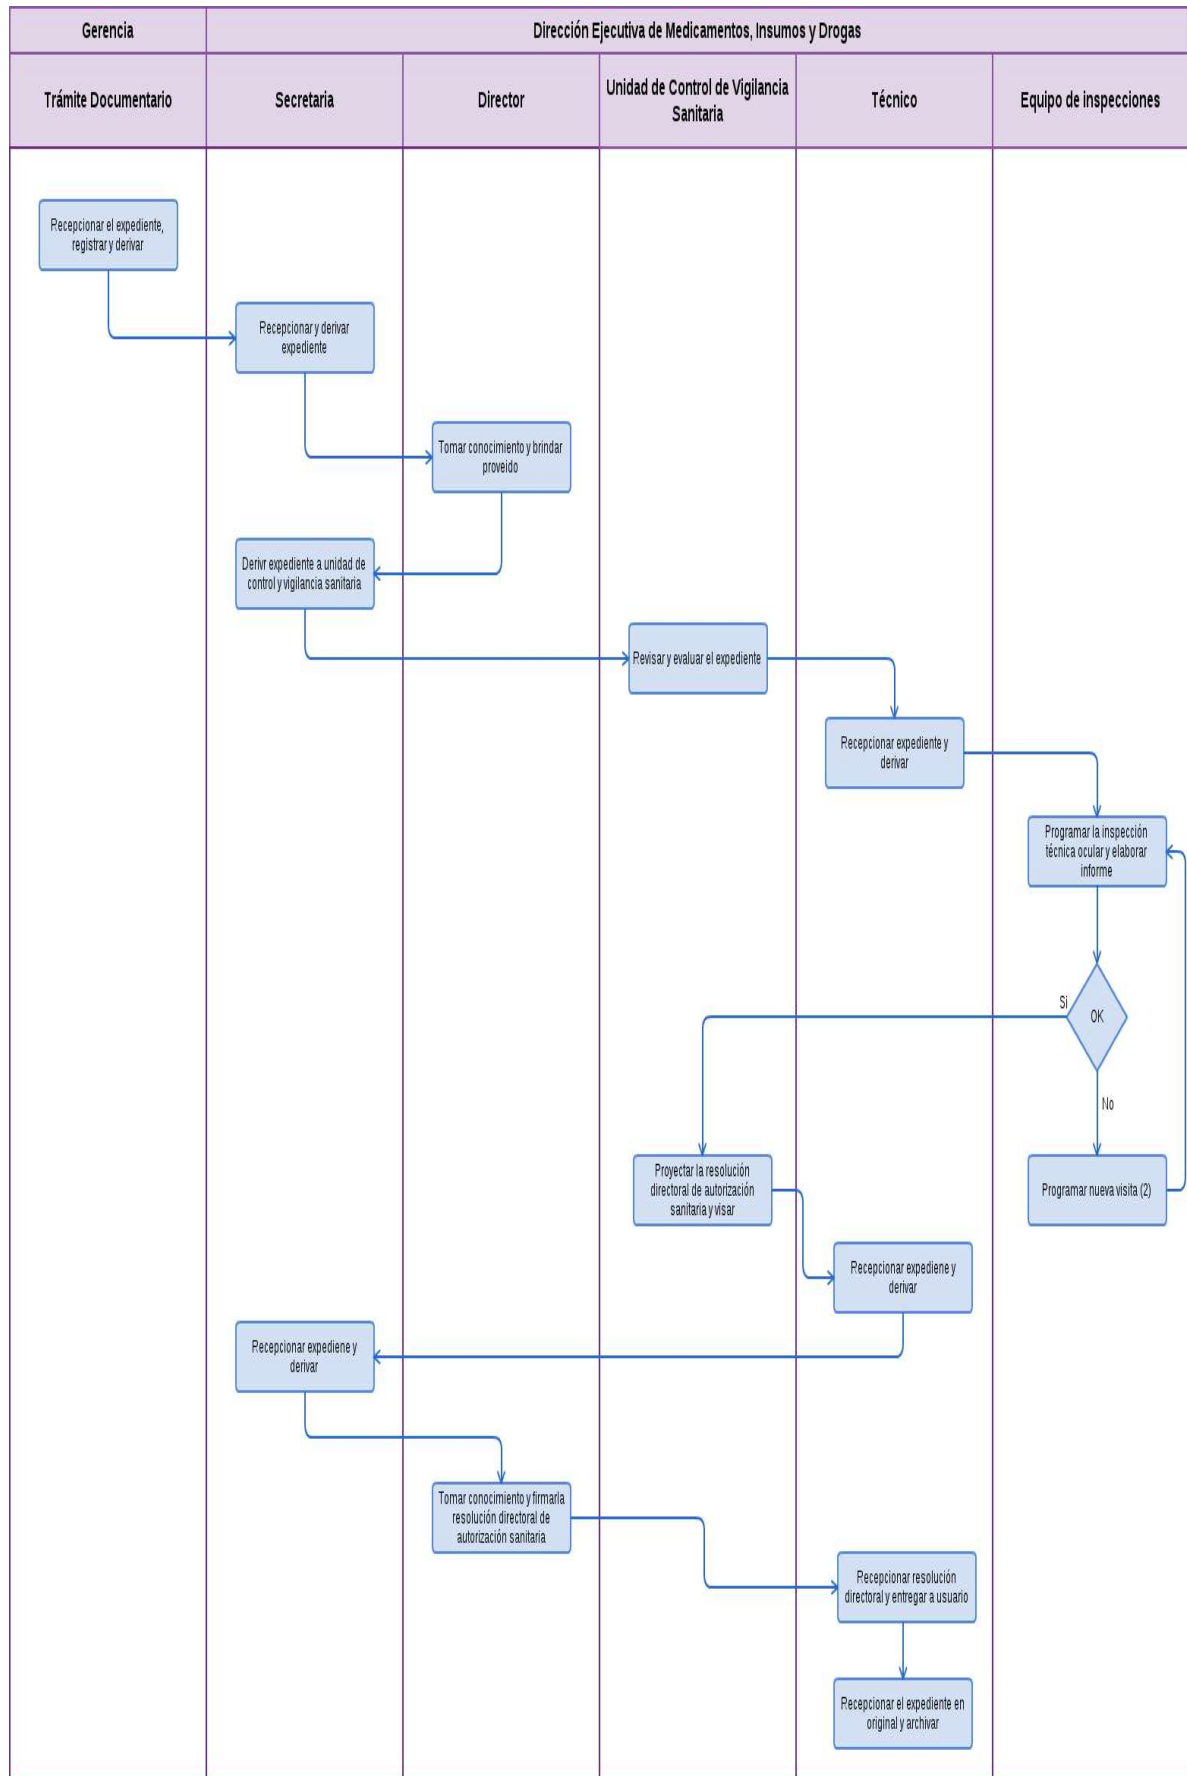 Gerencia
Dirección Ejecutiva de Medicamentos, Insumos y Drogas
Trámite Documentario
Secretaria
Director
Unidad de Control de Vigilancia
Sanitaria
Técnico
Equipo de inspecciones
Recepcionar el expediente,
registrar y derivar
Recepcionar y derivar
expediente
Tomar conocimiento y brindar
proveido
Derivr expediente a unidad de
control y vigilancia sanitaria
Revisar y evaluar el expediente
Recepcionar expediente y
derivar
Programar la inspección
técnica ocular y elaborar
informe
Si
OK
No
Proyectar la resolución
directoral de autorización
sanitaria y visar
Programar nueva visita (2)
Recepcionar expediene y
derivar
Recepcionar expediene y
derivar
Tomar conocimiento y firmarla
resolución directoral de
autorización sanitaria
Recepcionar resolución
directoral y entregar a usuario
Recepcionar el expediente en
original y archivar